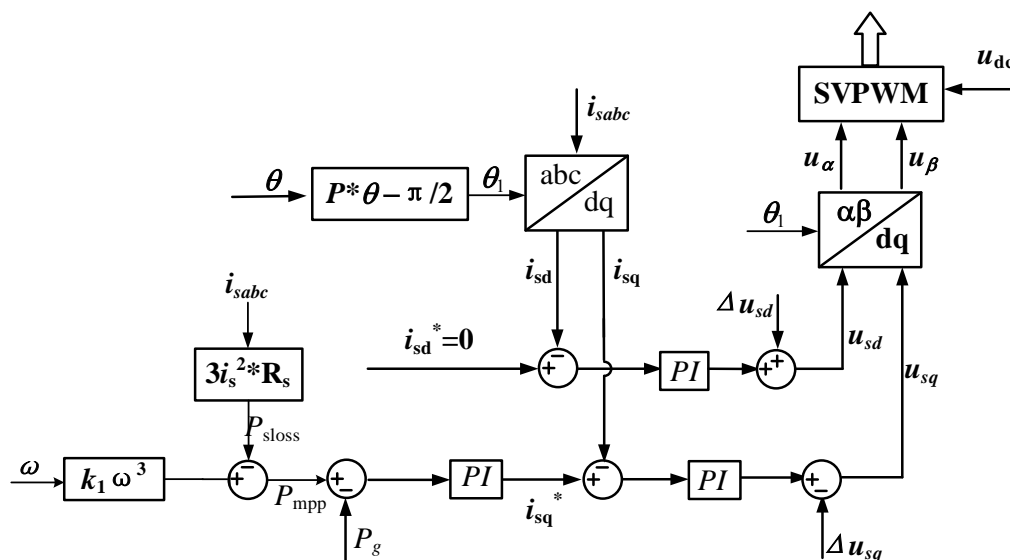 u_dc
SVPWM
i_sabc
u_α
u_β
θ
P*θ−π/2
θ_1
abc
dq
θ_1
αβ
dq
i_sd
i_sq
i_sabc
Δu_sd
i_sd^*=0
+
−
PI
+
+
u_sd
u_sq
3i_s^2*R_s
P_sloss
ω
k_1ω^3
+
−
P_mpp
+
−
PI
i_sq^*
+
−
PI
+
−
P_g
Δu_sq